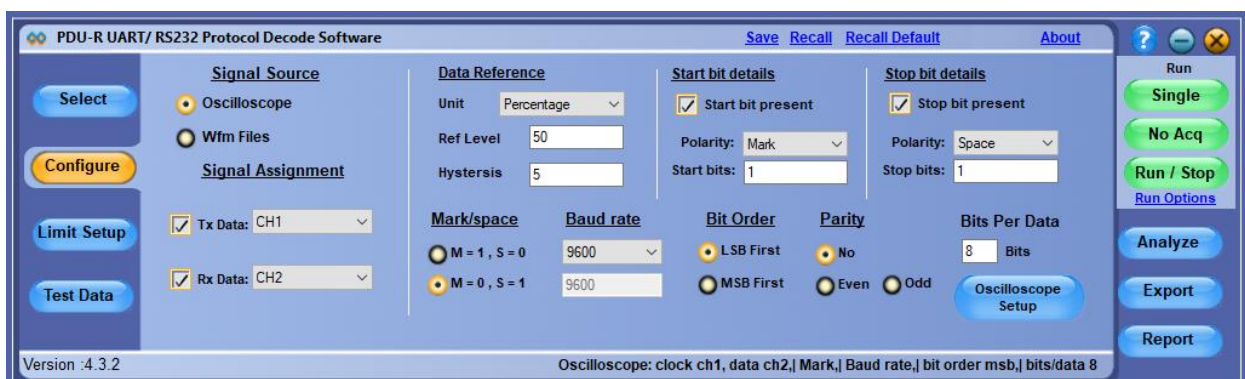 PDU-R UART/ RS232 Protocol Decode Software
Save Recall Recall Default About
Select
Configure
Limit Setup
Test Data
Signal Source
Oscilloscope
Wfm Files
Signal Assignment
Tx Data: CH1
Rx Data: CH2
Data Reference
Unit Percentage
Ref Level 50
Hystersis 5
Start bit details
Start bit present
Polarity: Mark
Start bits: 1
Stop bit details
Stop bit present
Polarity: Space
Stop bits: 1
Mark/space
M = 1 , S = 0
M = 0 , S = 1
Baud rate
9600
9600
Bit Order
LSB First
MSB First
Parity
No
Even Odd
Bits Per Data
8 Bits
Oscilloscope
Setup
?
Run
Single
No Acq
Run / Stop
Run Options
Analyze
Export
Report
Version :4.3.2
Oscilloscope: clock ch1, data ch2,| Mark,| Baud rate,| bit order msb,| bits/data 8